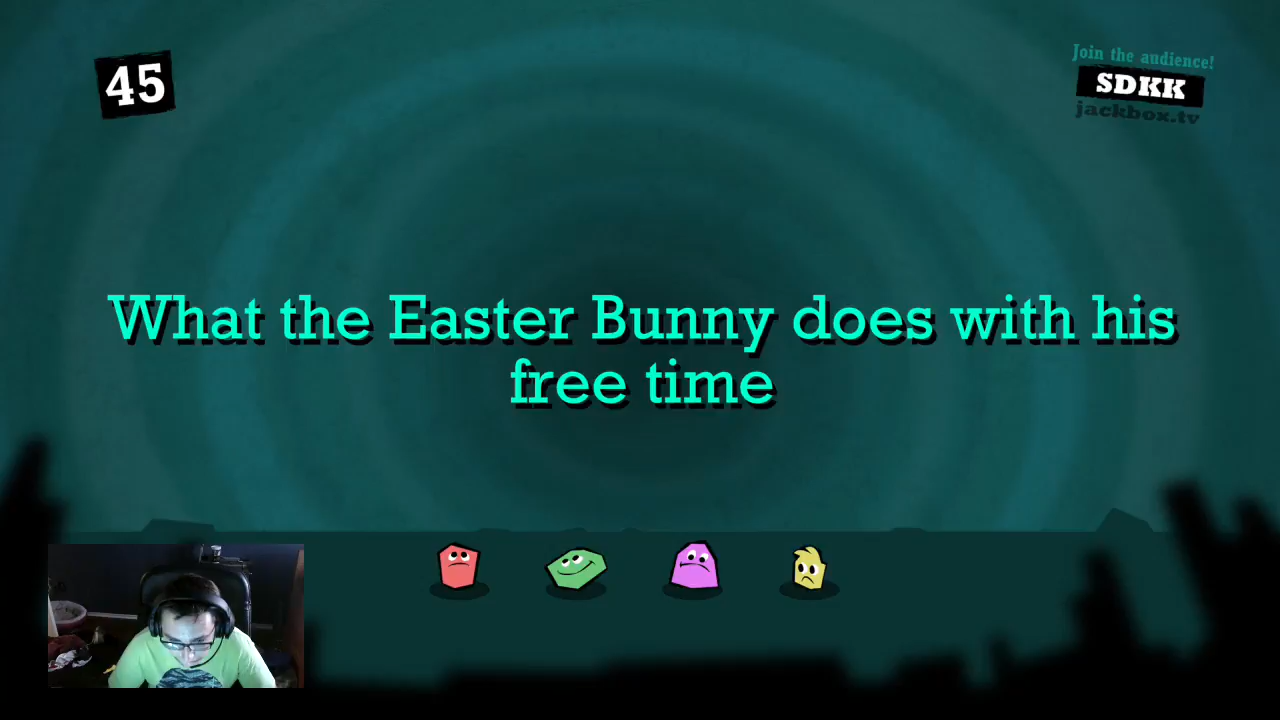 45
Join the audience!
SDKK
jackbox.tv
What the Easter Bunny does with his
free time